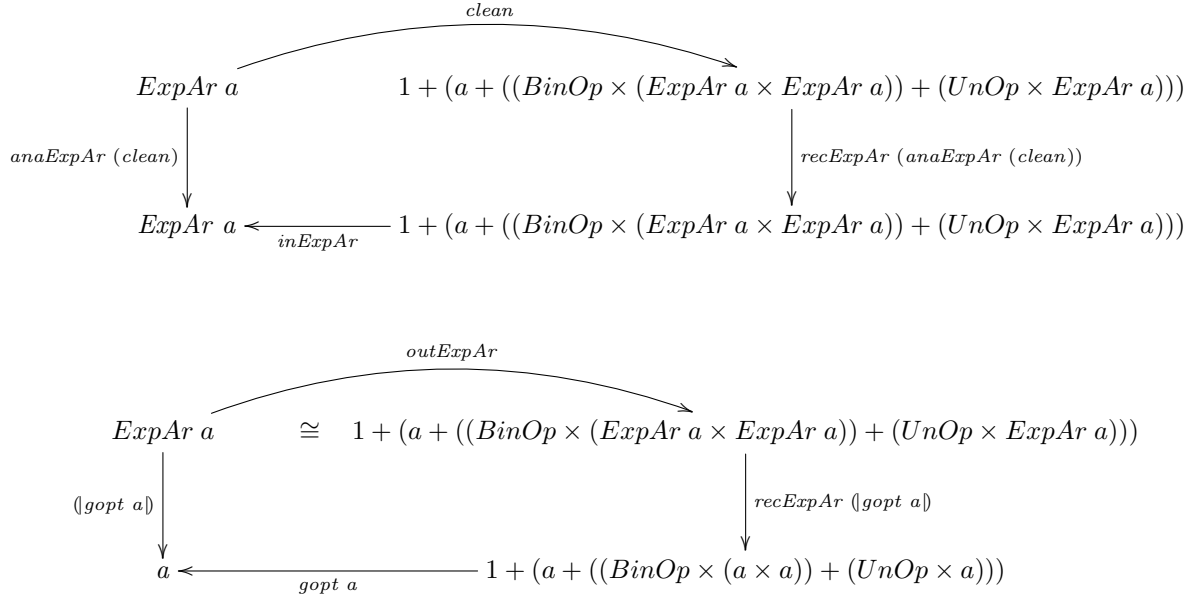 clean
ExpAr a 1 + (a + ((BinOp × (ExpAr a × ExpAr a)) + (UnOp × ExpAr a)))
anaExpAr (clean) recExpAr (anaExpAr (clean))
ExpAr a 1 + (a + ((BinOp × (ExpAr a × ExpAr a)) + (UnOp × ExpAr a)))
inExpAr
outExpAr
ExpAr a ≅ 1 + (a + ((BinOp × (ExpAr a × ExpAr a)) + (UnOp × ExpAr a)))
⦇gopt a⦈ recExpAr ⦇gopt a⦈
a 1 + (a + ((BinOp × (a × a)) + (UnOp × a)))
gopt a